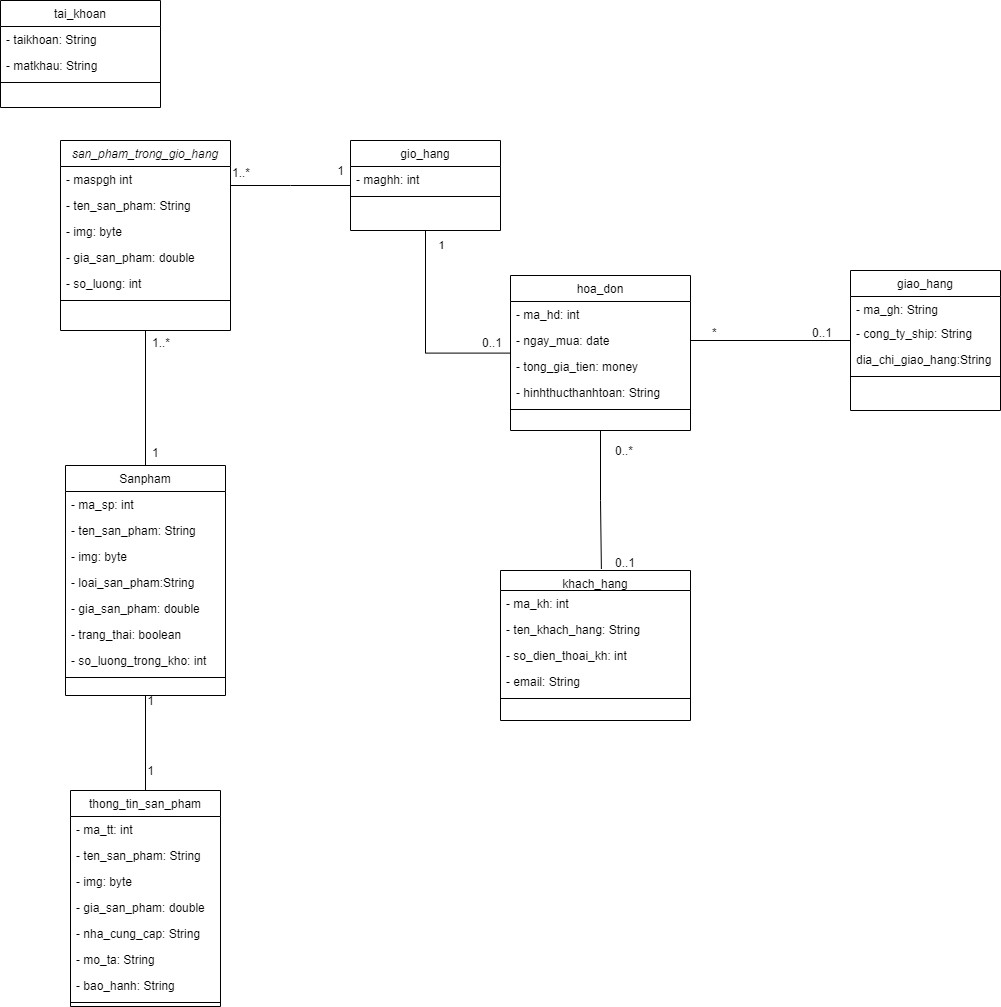 tai_khoan
- taikhoan: String
- matkhau: String
san_pham_trong_gio_hang
- maspgh int
- ten_san_pham: String
- img: byte
- gia_san_pham: double
- so_luong: int
1..*
1
gio_hang
- maghh: int
1
0..1
hoa_don
- ma_hd: int
- ngay_mua: date
- tong_gia_tien: money
- hinhthucthanhtoan: String
*
0..1
giao_hang
- ma_gh: String
- cong_ty_ship: String
dia_chi_giao_hang:String
1..*
1
Sanpham
- ma_sp: int
- ten_san_pham: String
- img: byte
- loai_san_pham:String
- gia_san_pham: double
- trang_thai: boolean
- so_luong_trong_kho: int
0..*
0..1
khach_hang
- ma_kh: int
- ten_khach_hang: String
- so_dien_thoai_kh: int
- email: String
1
1
thong_tin_san_pham
- ma_tt: int
- ten_san_pham: String
- img: byte
- gia_san_pham: double
- nha_cung_cap: String
- mo_ta: String
- bao_hanh: String